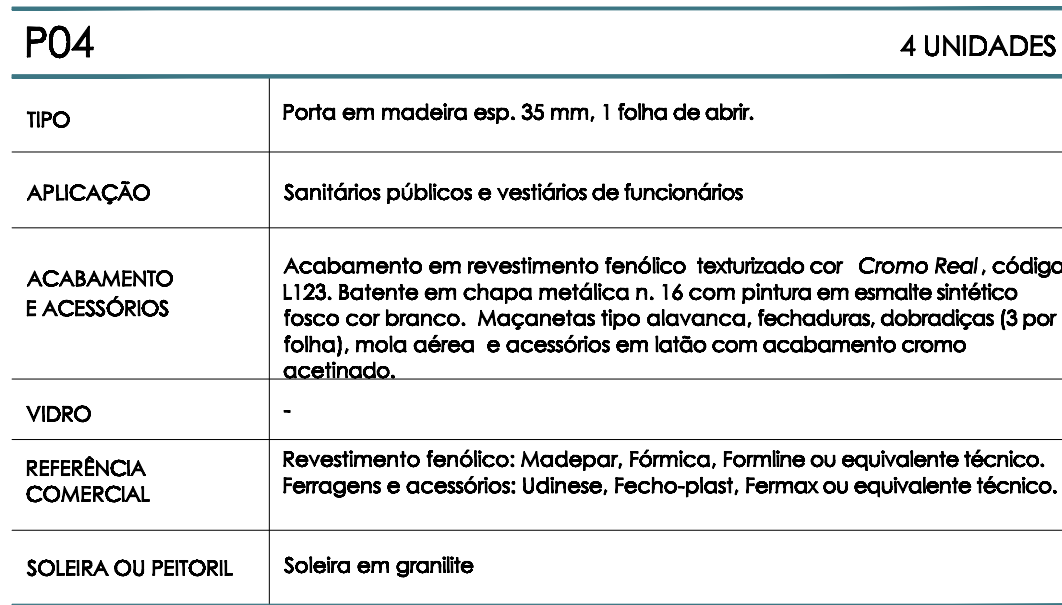 P04 4 UNIDADES
TIPO Porta em madeira esp. 35 mm, 1 folha de abrir.
APLICAÇÃO Sanitários públicos e vestiários de funcionários
ACABAMENTO
E ACESSÓRIOS
Acabamento em revestimento fenólico texturizado cor Cromo Real, código
L123. Batente em chapa metálica n. 16 com pintura em esmalte sintético
fosco cor branco. Maçanetas tipo alavanca, fechaduras, dobradiças (3 por
folha), mola aérea e acessórios em latão com acabamento cromo
acetinado.
VIDRO -
REFERÊNCIA
COMERCIAL
Revestimento fenólico: Madepar, Fórmica, Formline ou equivalente técnico.
Ferragens e acessórios: Udinese, Fecho-plast, Fermax ou equivalente técnico.
SOLEIRA OU PEITORIL Soleira em granilite